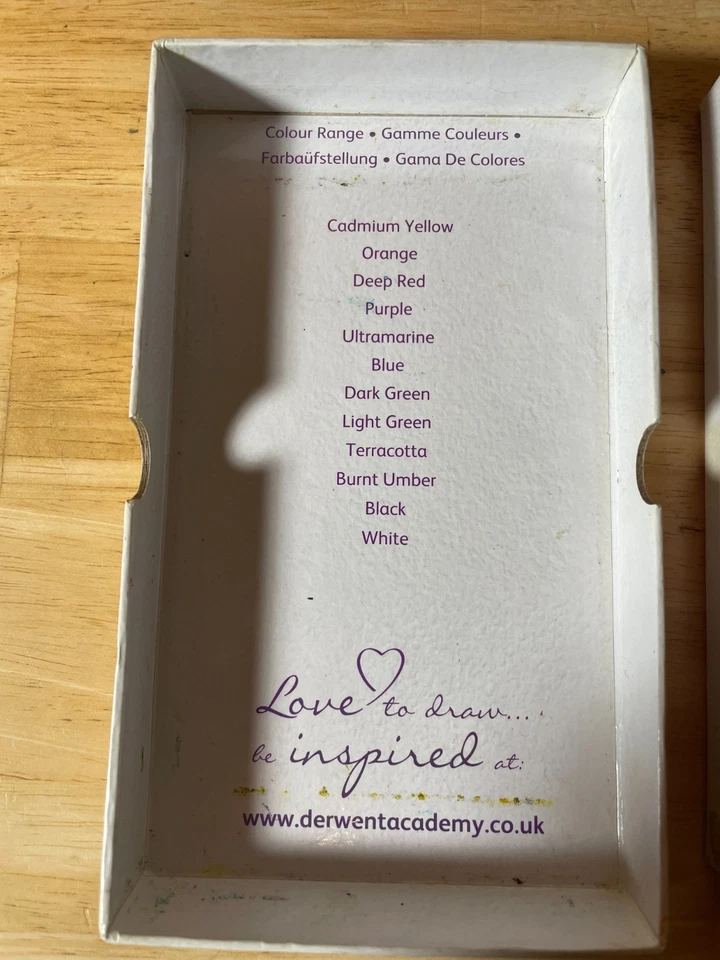 Colour Range • Gamme Couleurs •
Farbaüfstellung • Gama De Colores
Cadmium Yellow
Orange
Deep Red
Purple
Ultramarine
Blue
Dark Green
Light Green
Terracotta
Burnt Umber
Black
White
Love to draw...
be inspired at:
www.derwentacademy.co.uk